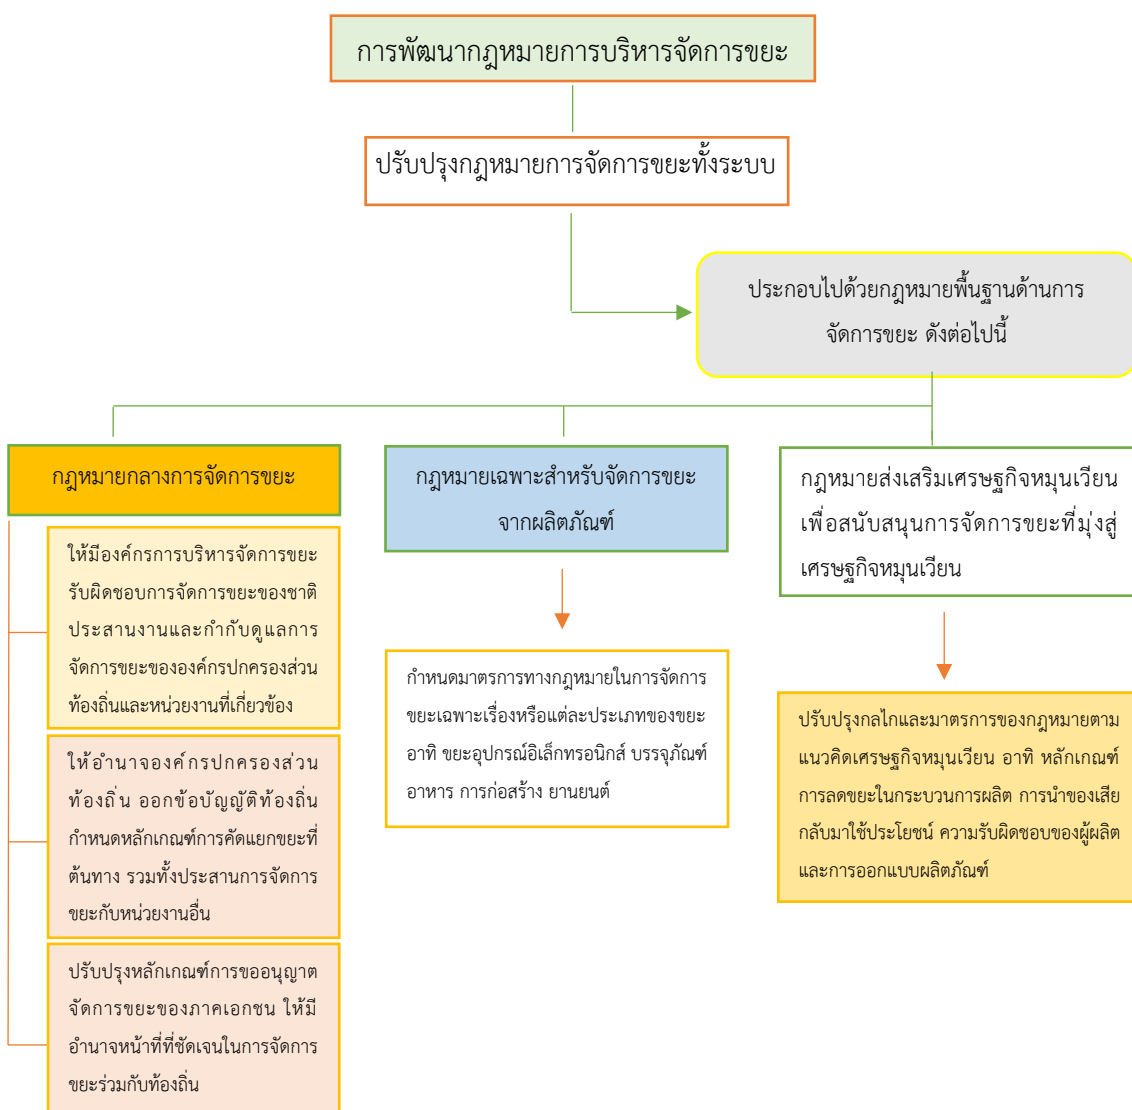 การพัฒนากฎหมายการบริหารจัดการขยะ
ปรับปรุงกฎหมายการจัดการขยะทั้งระบบ
ประกอบไปด้วยกฎหมายพื้นฐานด้านการ
จัดการขยะ ดังต่อไปนี้
กฎหมายกลางการจัดการขยะ
ให้มีองค์กรการบริหารจัดการขยะ
รับผิดชอบการจัดการขยะของชาติ
ประสานงานและกำกับดูแลการ
จัดการขยะขององค์กรปกครองส่วน
ท้องถิ่นและหน่วยงานที่เกี่ยวข้อง
ให้อำนาจองค์กรปกครองส่วน
ท้องถิ่น ออกข้อบัญญัติท้องถิ่น
กำหนดหลักเกณฑ์การคัดแยกขยะที่
ต้นทาง รวมทั้งประสานการจัดการ
ขยะกับหน่วยงานอื่น
ปรับปรุงหลักเกณฑ์การขออนุญาต
จัดการขยะของภาคเอกชน ให้มี
อำนาจหน้าที่ที่ชัดเจนในการจัดการ
ขยะร่วมกับท้องถิ่น
กฎหมายเฉพาะสำหรับจัดการขยะ
จากผลิตภัณฑ์
กำหนดมาตรการทางกฎหมายในการจัดการ
ขยะเฉพาะเรื่องหรือแต่ละประเภทของขยะ
อาทิ ขยะอุปกรณ์อิเล็กทรอนิกส์ บรรจุภัณฑ์
อาหาร การก่อสร้าง ยานยนต์
กฎหมายส่งเสริมเศรษฐกิจหมุนเวียน
เพื่อสนับสนุนการจัดการขยะที่มุ่งสู่
เศรษฐกิจหมุนเวียน
ปรับปรุงกลไกและมาตรการของกฎหมายตาม
แนวคิดเศรษฐกิจหมุนเวียน อาทิ หลักเกณฑ์
การลดขยะในกระบวนการผลิต การนำของเสีย
กลับมาใช้ประโยชน์ ความรับผิดชอบของผู้ผลิต
และการออกแบบผลิตภัณฑ์